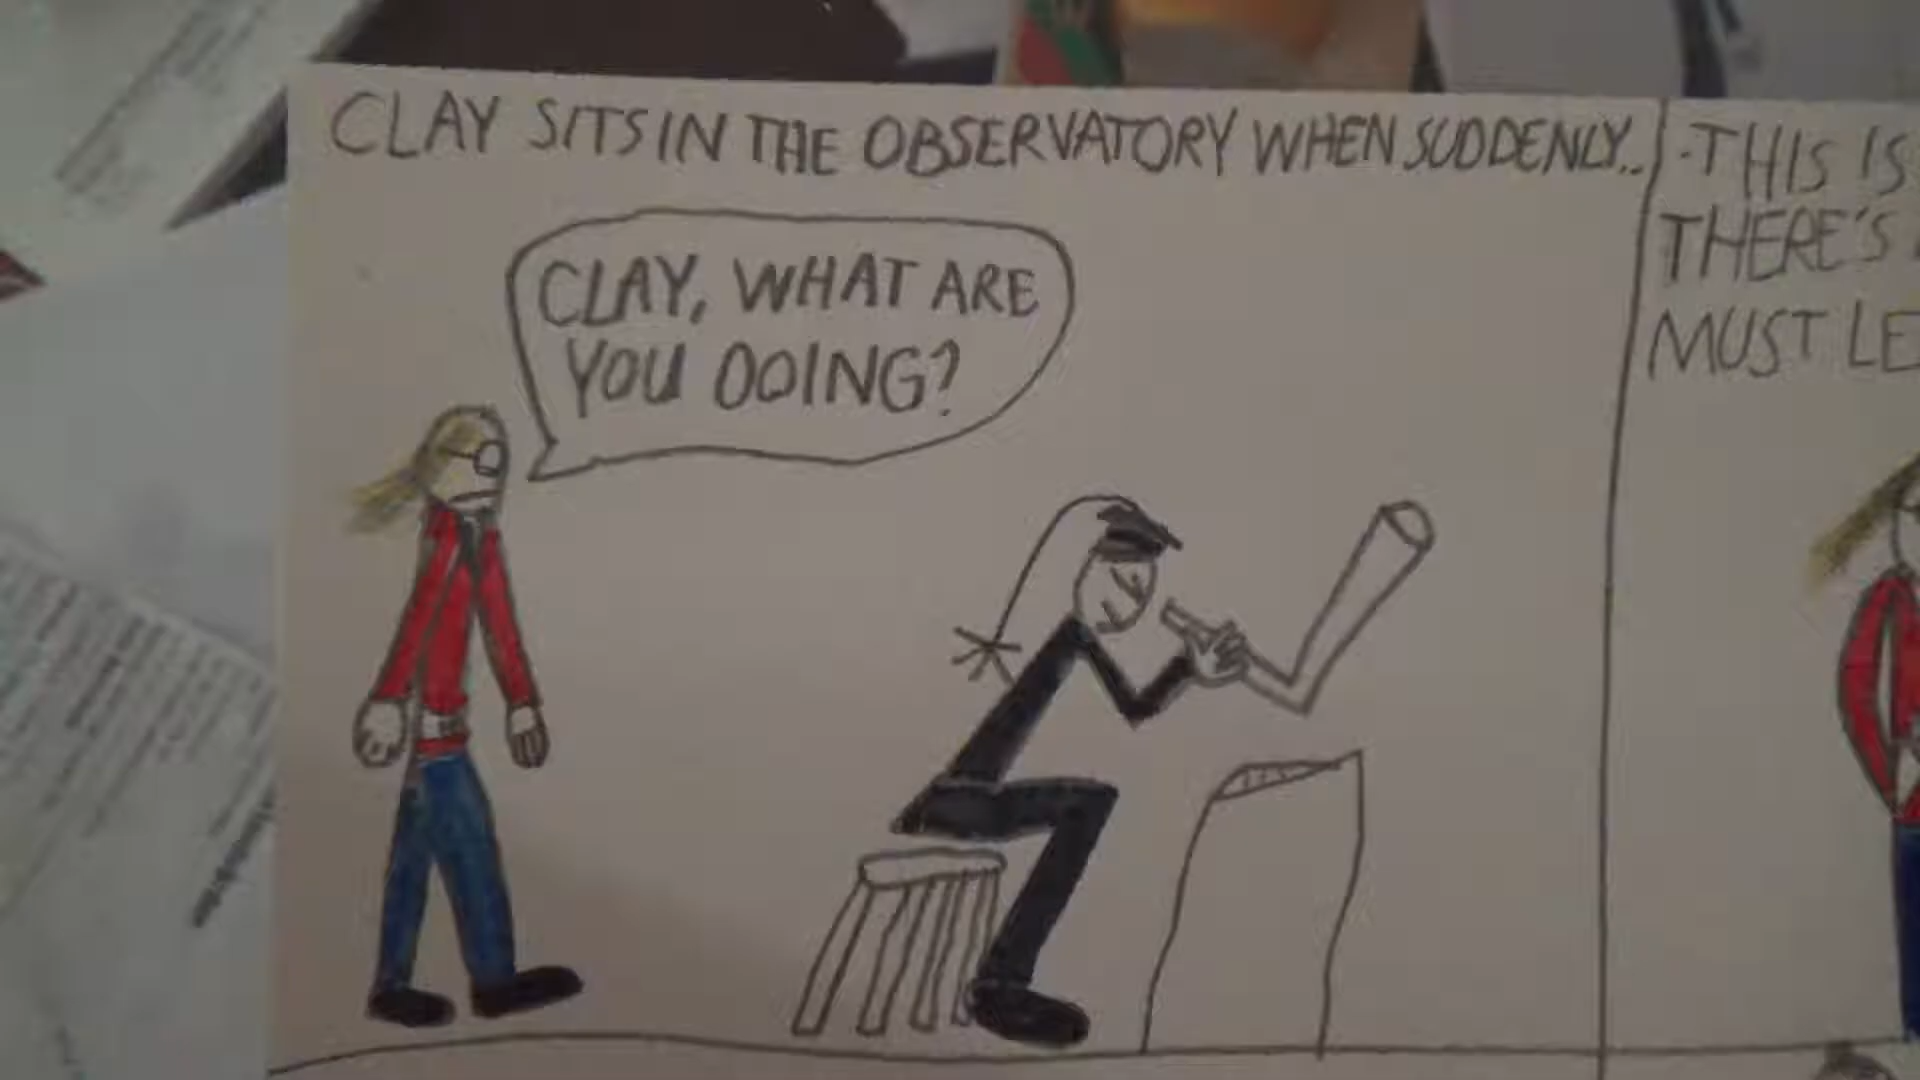 CLAY SITS IN THE OBSERVATORY WHEN SUDDENLY..
CLAY, WHAT ARE
YOU DOING?
-THIS IS
THERE'S
MUST